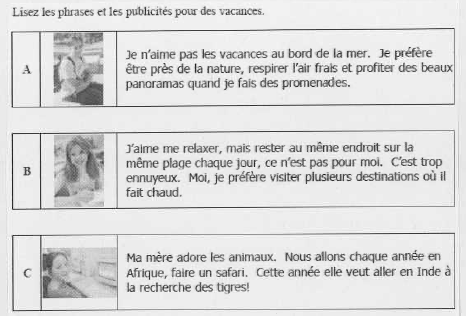 Lisez les phrases et les publicités pour des vacances.
A
Je n'aime pas les vacances au bord de la mer. Je préfère
être près de la nature, respirer l'air frais et profiter des beaux
panoramas quand je fais des promenades.
B
J'aime me relaxer, mais rester au même endroit sur la
même plage chaque jour, ce n'est pas pour moi. C'est trop
ennuyeux. Moi, je préfère visiter plusieurs destinations où il
fait chaud.
C
Ma mère adore les animaux. Nous allons chaque année en
Afrique, faire un safari. Cette année elle veut aller en Inde à
la recherche des tigres!